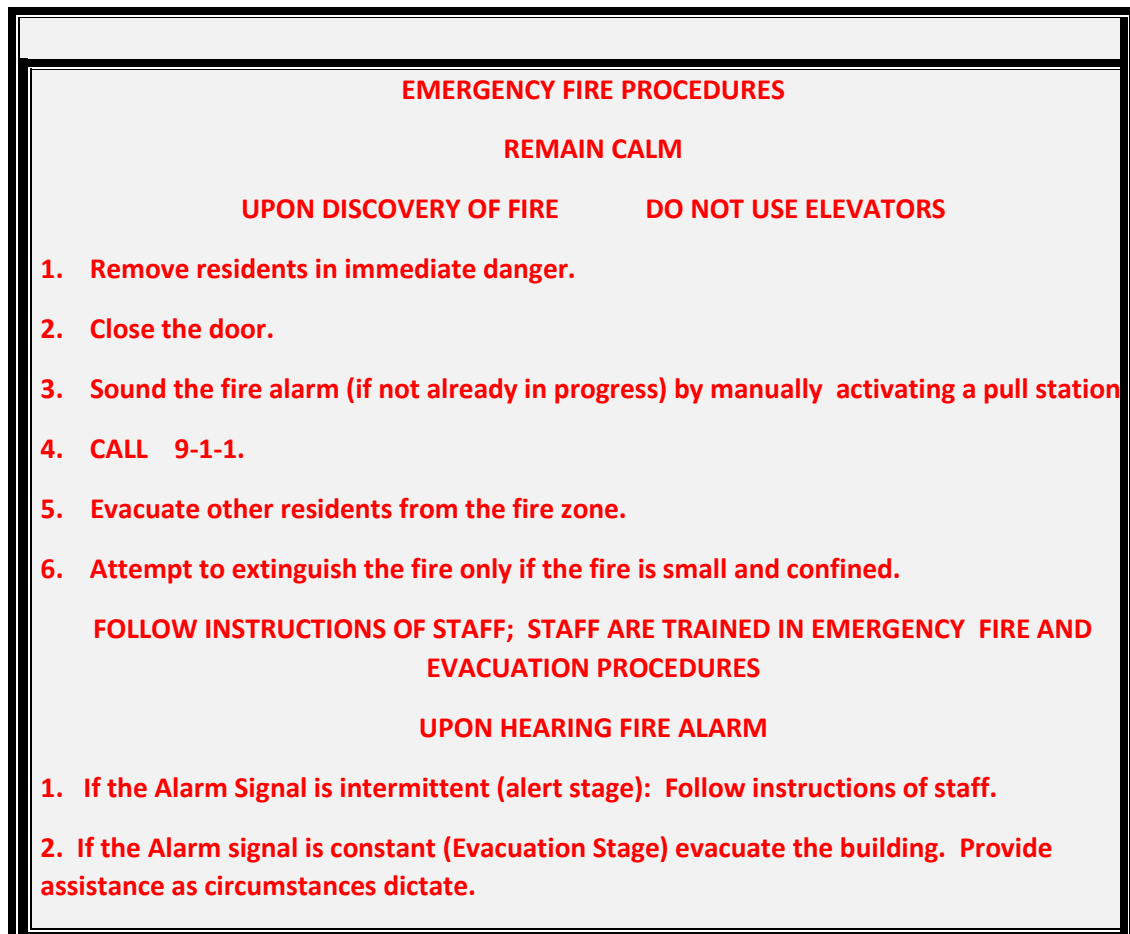 EMERGENCY FIRE PROCEDURES
REMAIN CALM
UPON DISCOVERY OF FIRE DO NOT USE ELEVATORS
1. Remove residents in immediate danger.
2. Close the door.
3. Sound the fire alarm (if not already in progress) by manually activating a pull station
4. CALL 9-1-1.
5. Evacuate other residents from the fire zone.
6. Attempt to extinguish the fire only if the fire is small and confined.
FOLLOW INSTRUCTIONS OF STAFF; STAFF ARE TRAINED IN EMERGENCY FIRE AND
EVACUATION PROCEDURES
UPON HEARING FIRE ALARM
1. If the Alarm Signal is intermittent (alert stage): Follow instructions of staff.
2. If the Alarm signal is constant (Evacuation Stage) evacuate the building. Provide
assistance as circumstances dictate.